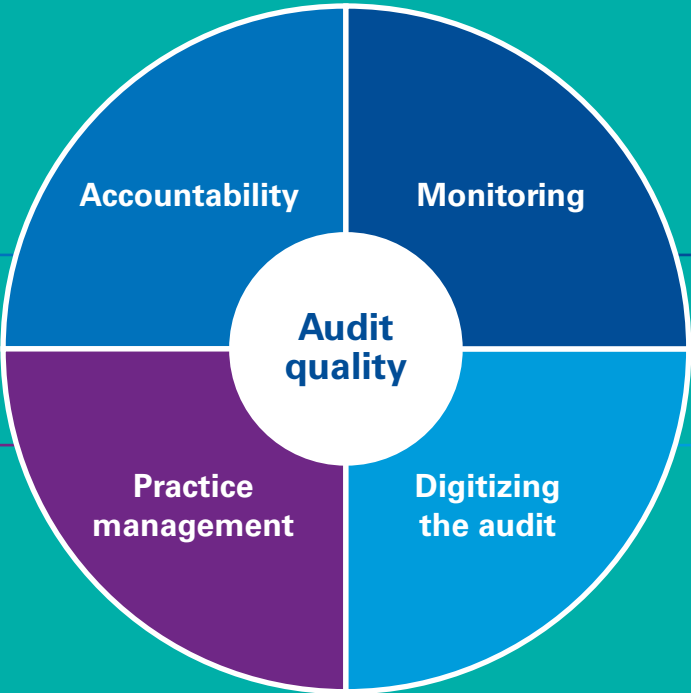 Accountability
Monitoring
Audit
quality
Practice
management
Digitizing
the audit